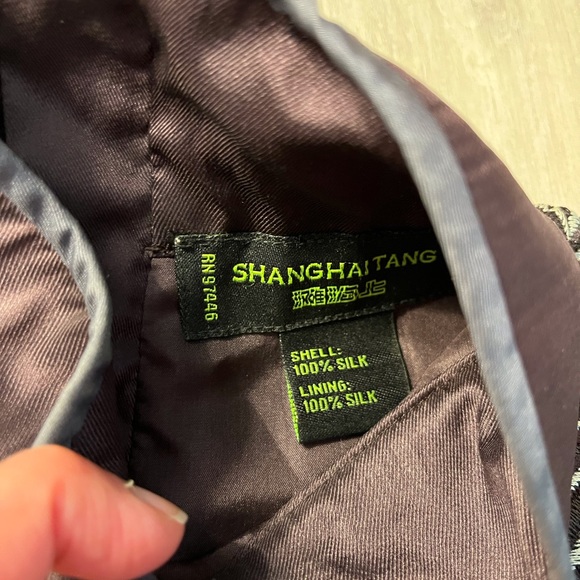 RN97446
SHANGHAI TANG
SHELL:
100% SILK
LINING:
100% SILK